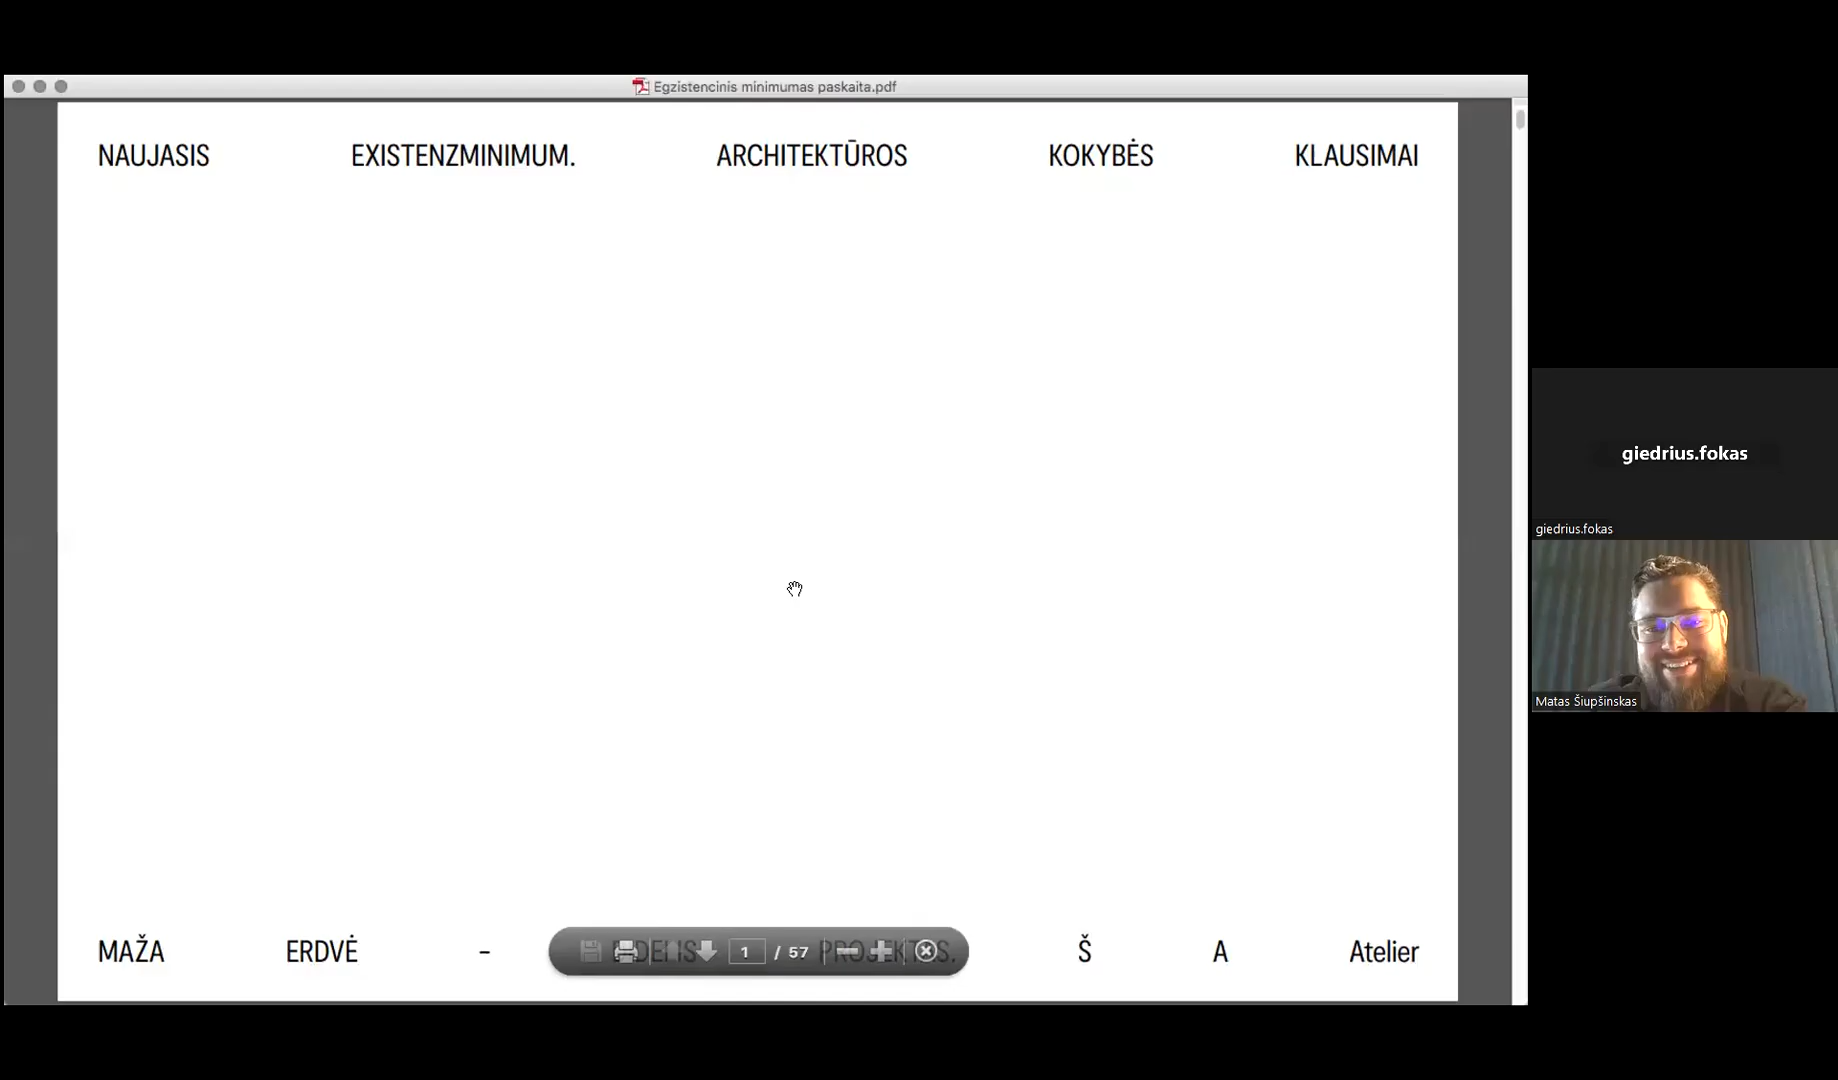 Egzistencinis minimumas paskaita.pdf
NAUJASIS EXISTENZMINIMUM. ARCHITEKTŪROS KOKYBĖS KLAUSIMAI
giedrius.fokas
giedrius.fokas
Matas Šiupšinskas
MAŽA ERDVĖ – PROJEKTAS. Š A Atelier
1 / 57